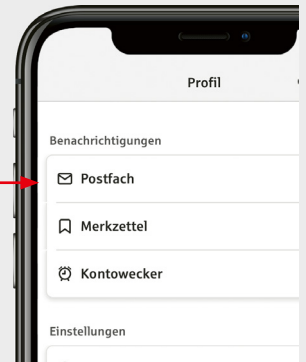 Profil
Benachrichtigungen
Postfach
Merkzettel
Kontowecker
Einstellungen